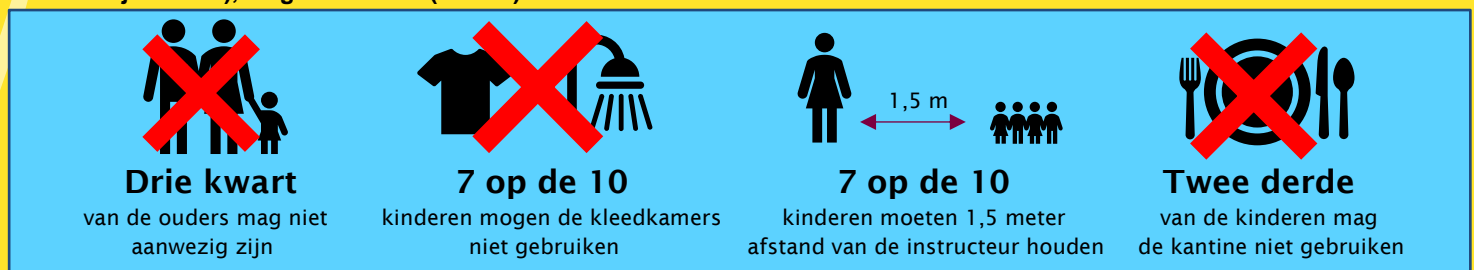 1,5 m
Drie kwart
van de ouders mag niet
aanwezig zijn
7 op de 10
kinderen mogen de kleedkamers
niet gebruiken
7 op de 10
kinderen moeten 1,5 meter
afstand van de instructeur houden
Twee derde
van de kinderen mag
de kantine niet gebruiken